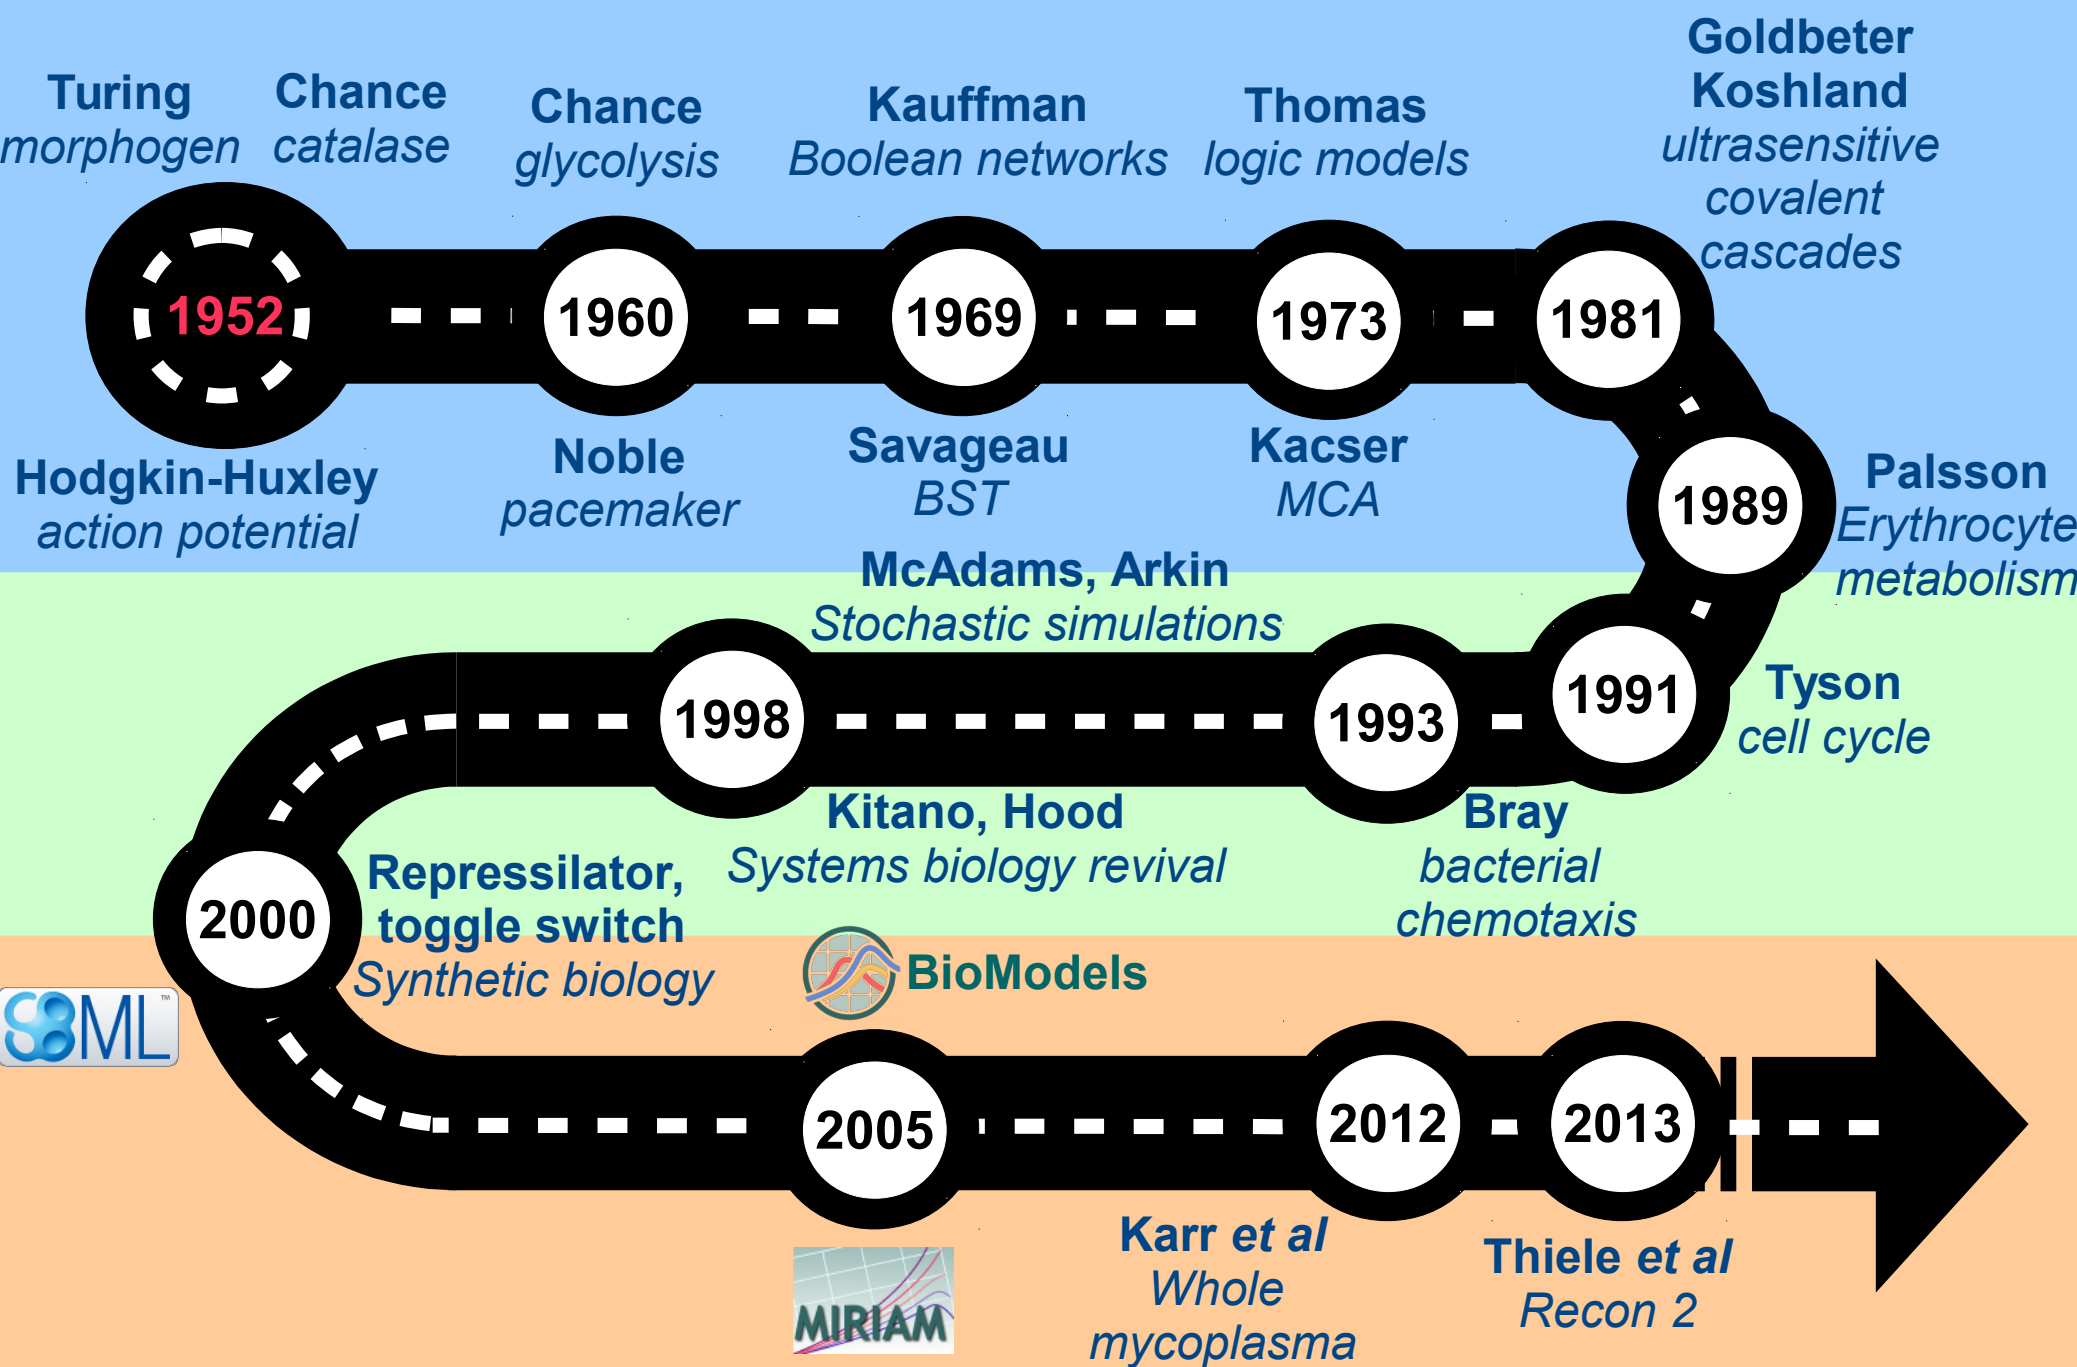 Turing
morphogen
Chance
catalase
Chance
glycolysis
Kauffman
Boolean networks
Thomas
logic models
Goldbeter
Koshland
ultrasensitive
covalent
cascades
1952
1960
1969
1973
1981
Hodgkin-Huxley
action potential
Noble
pacemaker
Savageau
BST
Kacser
MCA
1989
Palsson
Erythrocyte
metabolism
McAdams, Arkin
Stochastic simulations
1998
1993
1991
Tyson
cell cycle
Kitano, Hood
Systems biology revival
Bray
bacterial
chemotaxis
2000
Repressilator,
toggle switch
Synthetic biology
SBML™
BioModels
2005
2012
2013
MIRIAM
Karr et al
Whole
mycoplasma
Thiele et al
Recon 2